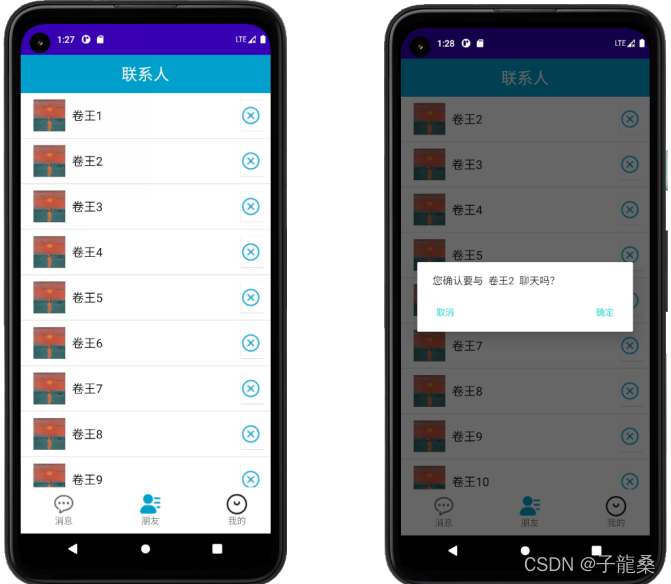 1:27
LTE
联系人
卷王1
卷王2
卷王3
卷王4
卷王5
卷王6
卷王7
卷王8
卷王9
消息
朋友
我的
1:28
LTE
联系人
卷王2
卷王3
卷王4
卷王5
您确认要与 卷王2 聊天吗?
取消
确定
卷王7
卷王8
卷王9
卷王10
消息
朋友
我的
CSDN @子龍桑